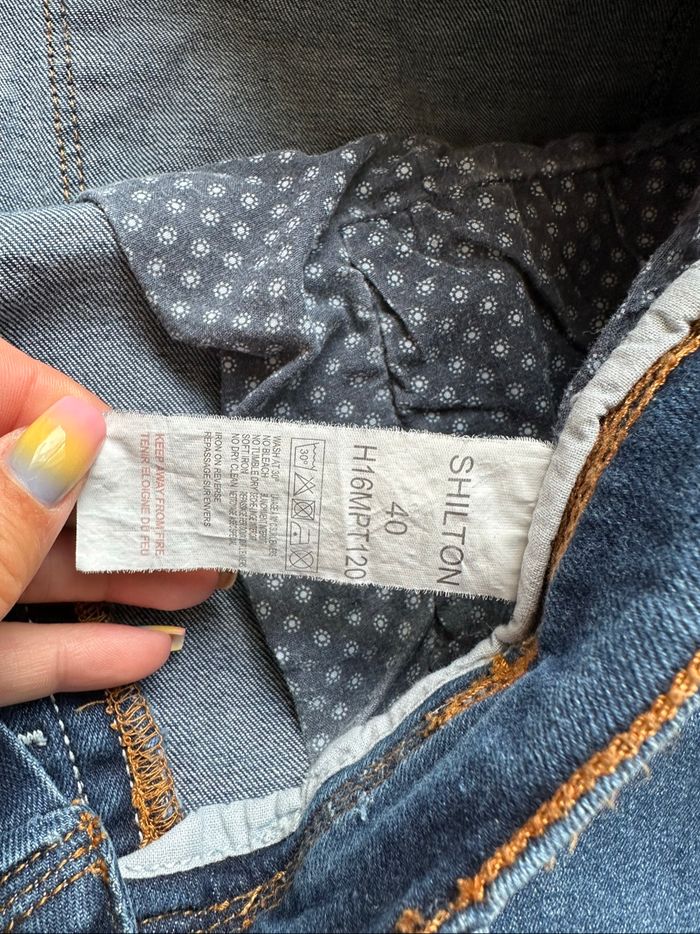 SHILTON
40
H16MPT120
30°
WASH AT 30°
NO BLEACH
NO TUMBLE DRY
SOFT IRON
NO DRY CLEAN
IRON ON REVERSE
REPASSAGE SUR ENVERS
KEEP AWAY FROM FIRE
TENIR ELOIGNE DU FEU